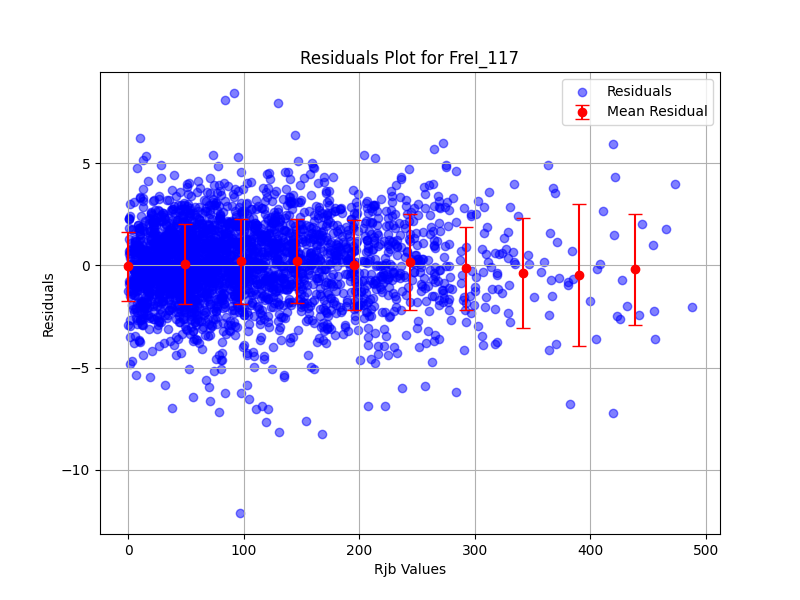 Residuals Plot for FreI_117
Residuals
Mean Residual
5
0
−5
−10
Residuals
0 100 200 300 400 500
Rjb Values